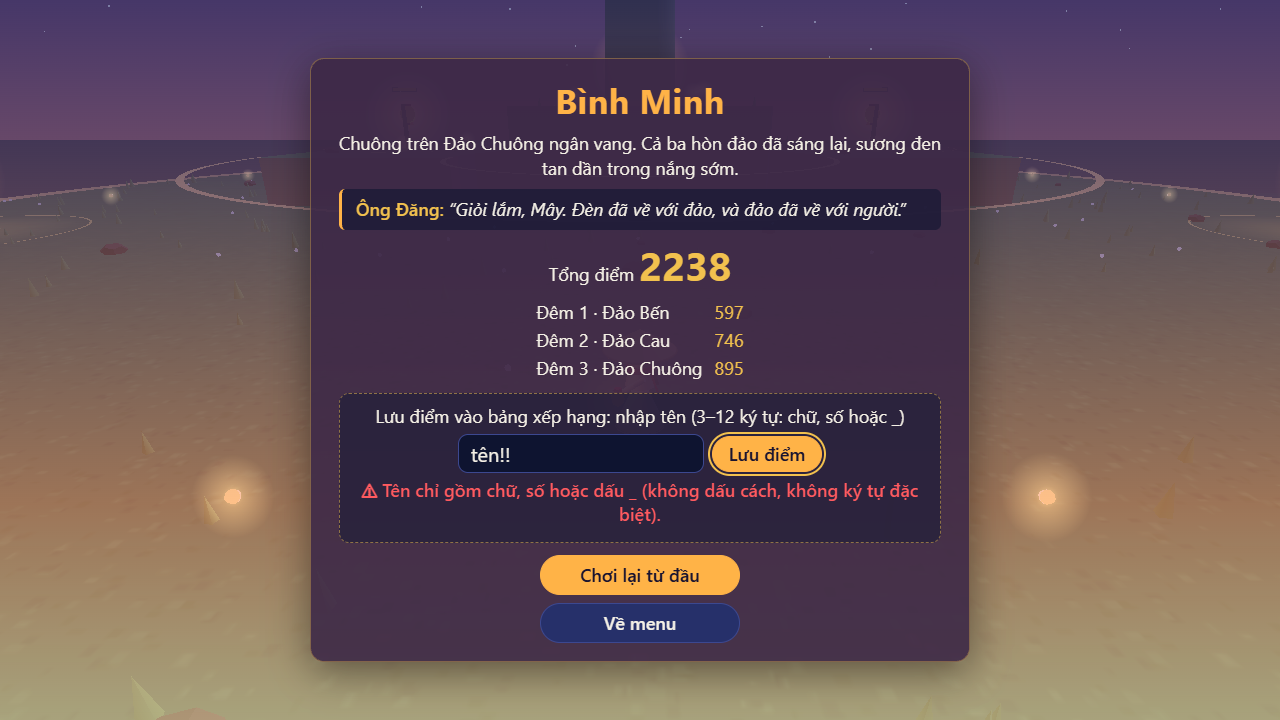 Bình Minh
Chuông trên Đảo Chuông ngân vang. Cả ba hòn đảo đã sáng lại, sương đen
tan dần trong nắng sớm.
Ông Đăng: “Giỏi lắm, Mây. Đèn đã về với đảo, và đảo đã về với người.”
Tổng điểm 2238
Đêm 1 · Đảo Bến 597
Đêm 2 · Đảo Cau 746
Đêm 3 · Đảo Chuông 895
Lưu điểm vào bảng xếp hạng: nhập tên (3–12 ký tự: chữ, số hoặc _)
tên!! Lưu điểm
⚠ Tên chỉ gồm chữ, số hoặc dấu _ (không dấu cách, không ký tự đặc
biệt).
Chơi lại từ đầu
Về menu